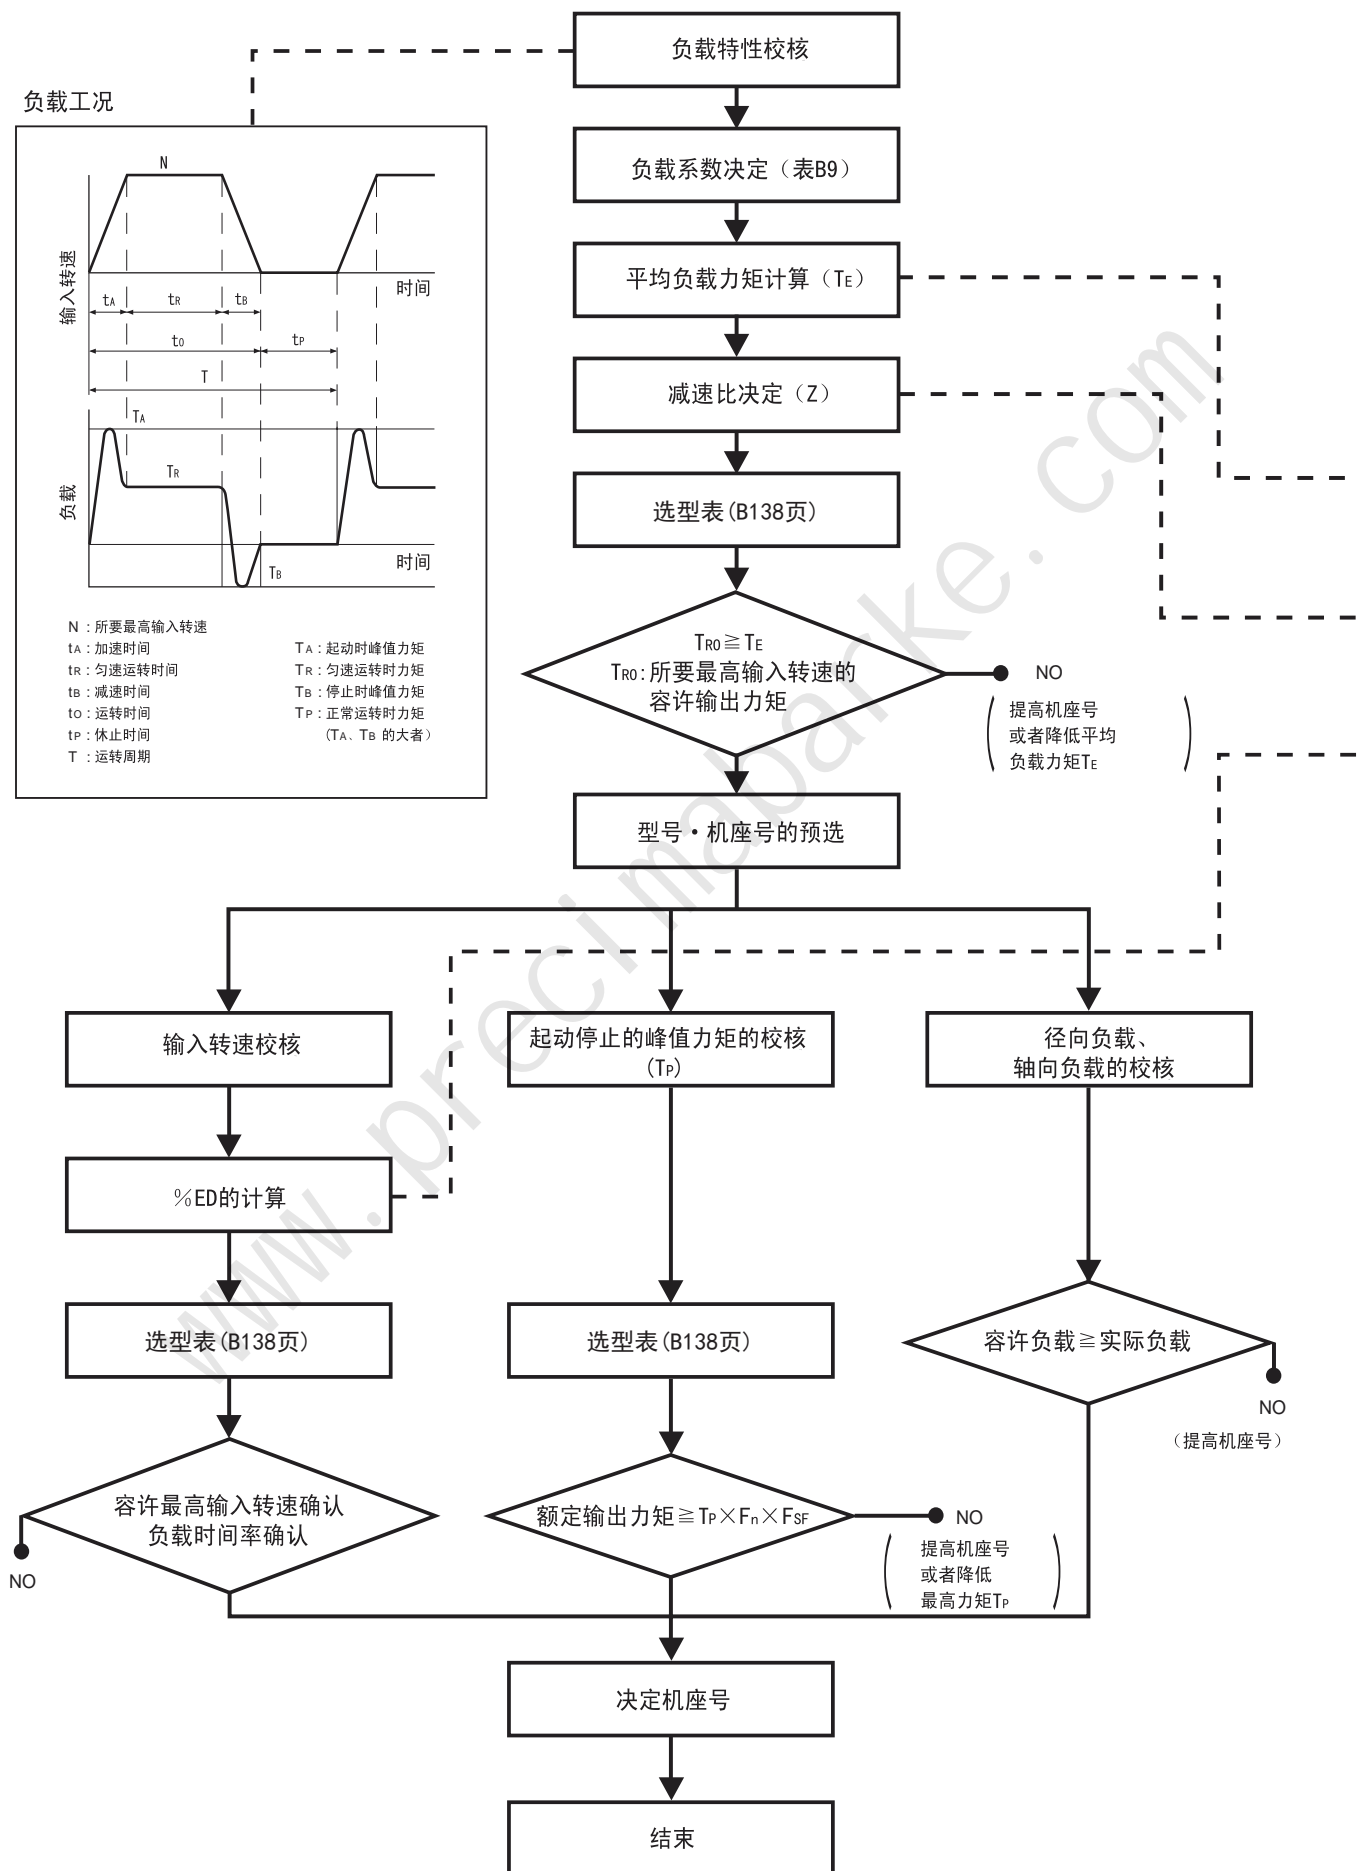 负载特性校核
负载工况
N
输入转速
时间
tA
tR
tB
tO
tP
T
TA
TR
负载
时间
TB
N：所要最高输入转速
tA：加速时间
tR：匀速运转时间
tB：减速时间
tO：运转时间
tP：休止时间
T：运转周期
TA：起动时峰值力矩
TR：匀速运转时力矩
TB：停止时峰值力矩
TP：正常运转时力矩
（TA、TB 的大者）
负载系数决定（表B9）
平均负载力矩计算（TE）
减速比决定（Z）
选型表(B138页)
TRO≧TE
TRO：所要最高输入转速的
容许输出力矩
NO
提高机座号
或者降低平均
负载力矩TE
型号・机座号的预选
输入转速校核
起动停止的峰值力矩的校核
(TP)
径向负载、
轴向负载的校核
%ED的计算
选型表(B138页)
选型表(B138页)
容许负载≧实际负载
NO
（提高机座号）
容许最高输入转速确认
负载时间率确认
NO
额定输出力矩≧TP×Fn×FSF
NO
提高机座号
或者降低
最高力矩TP
决定机座号
结束
www.precimabarke.com